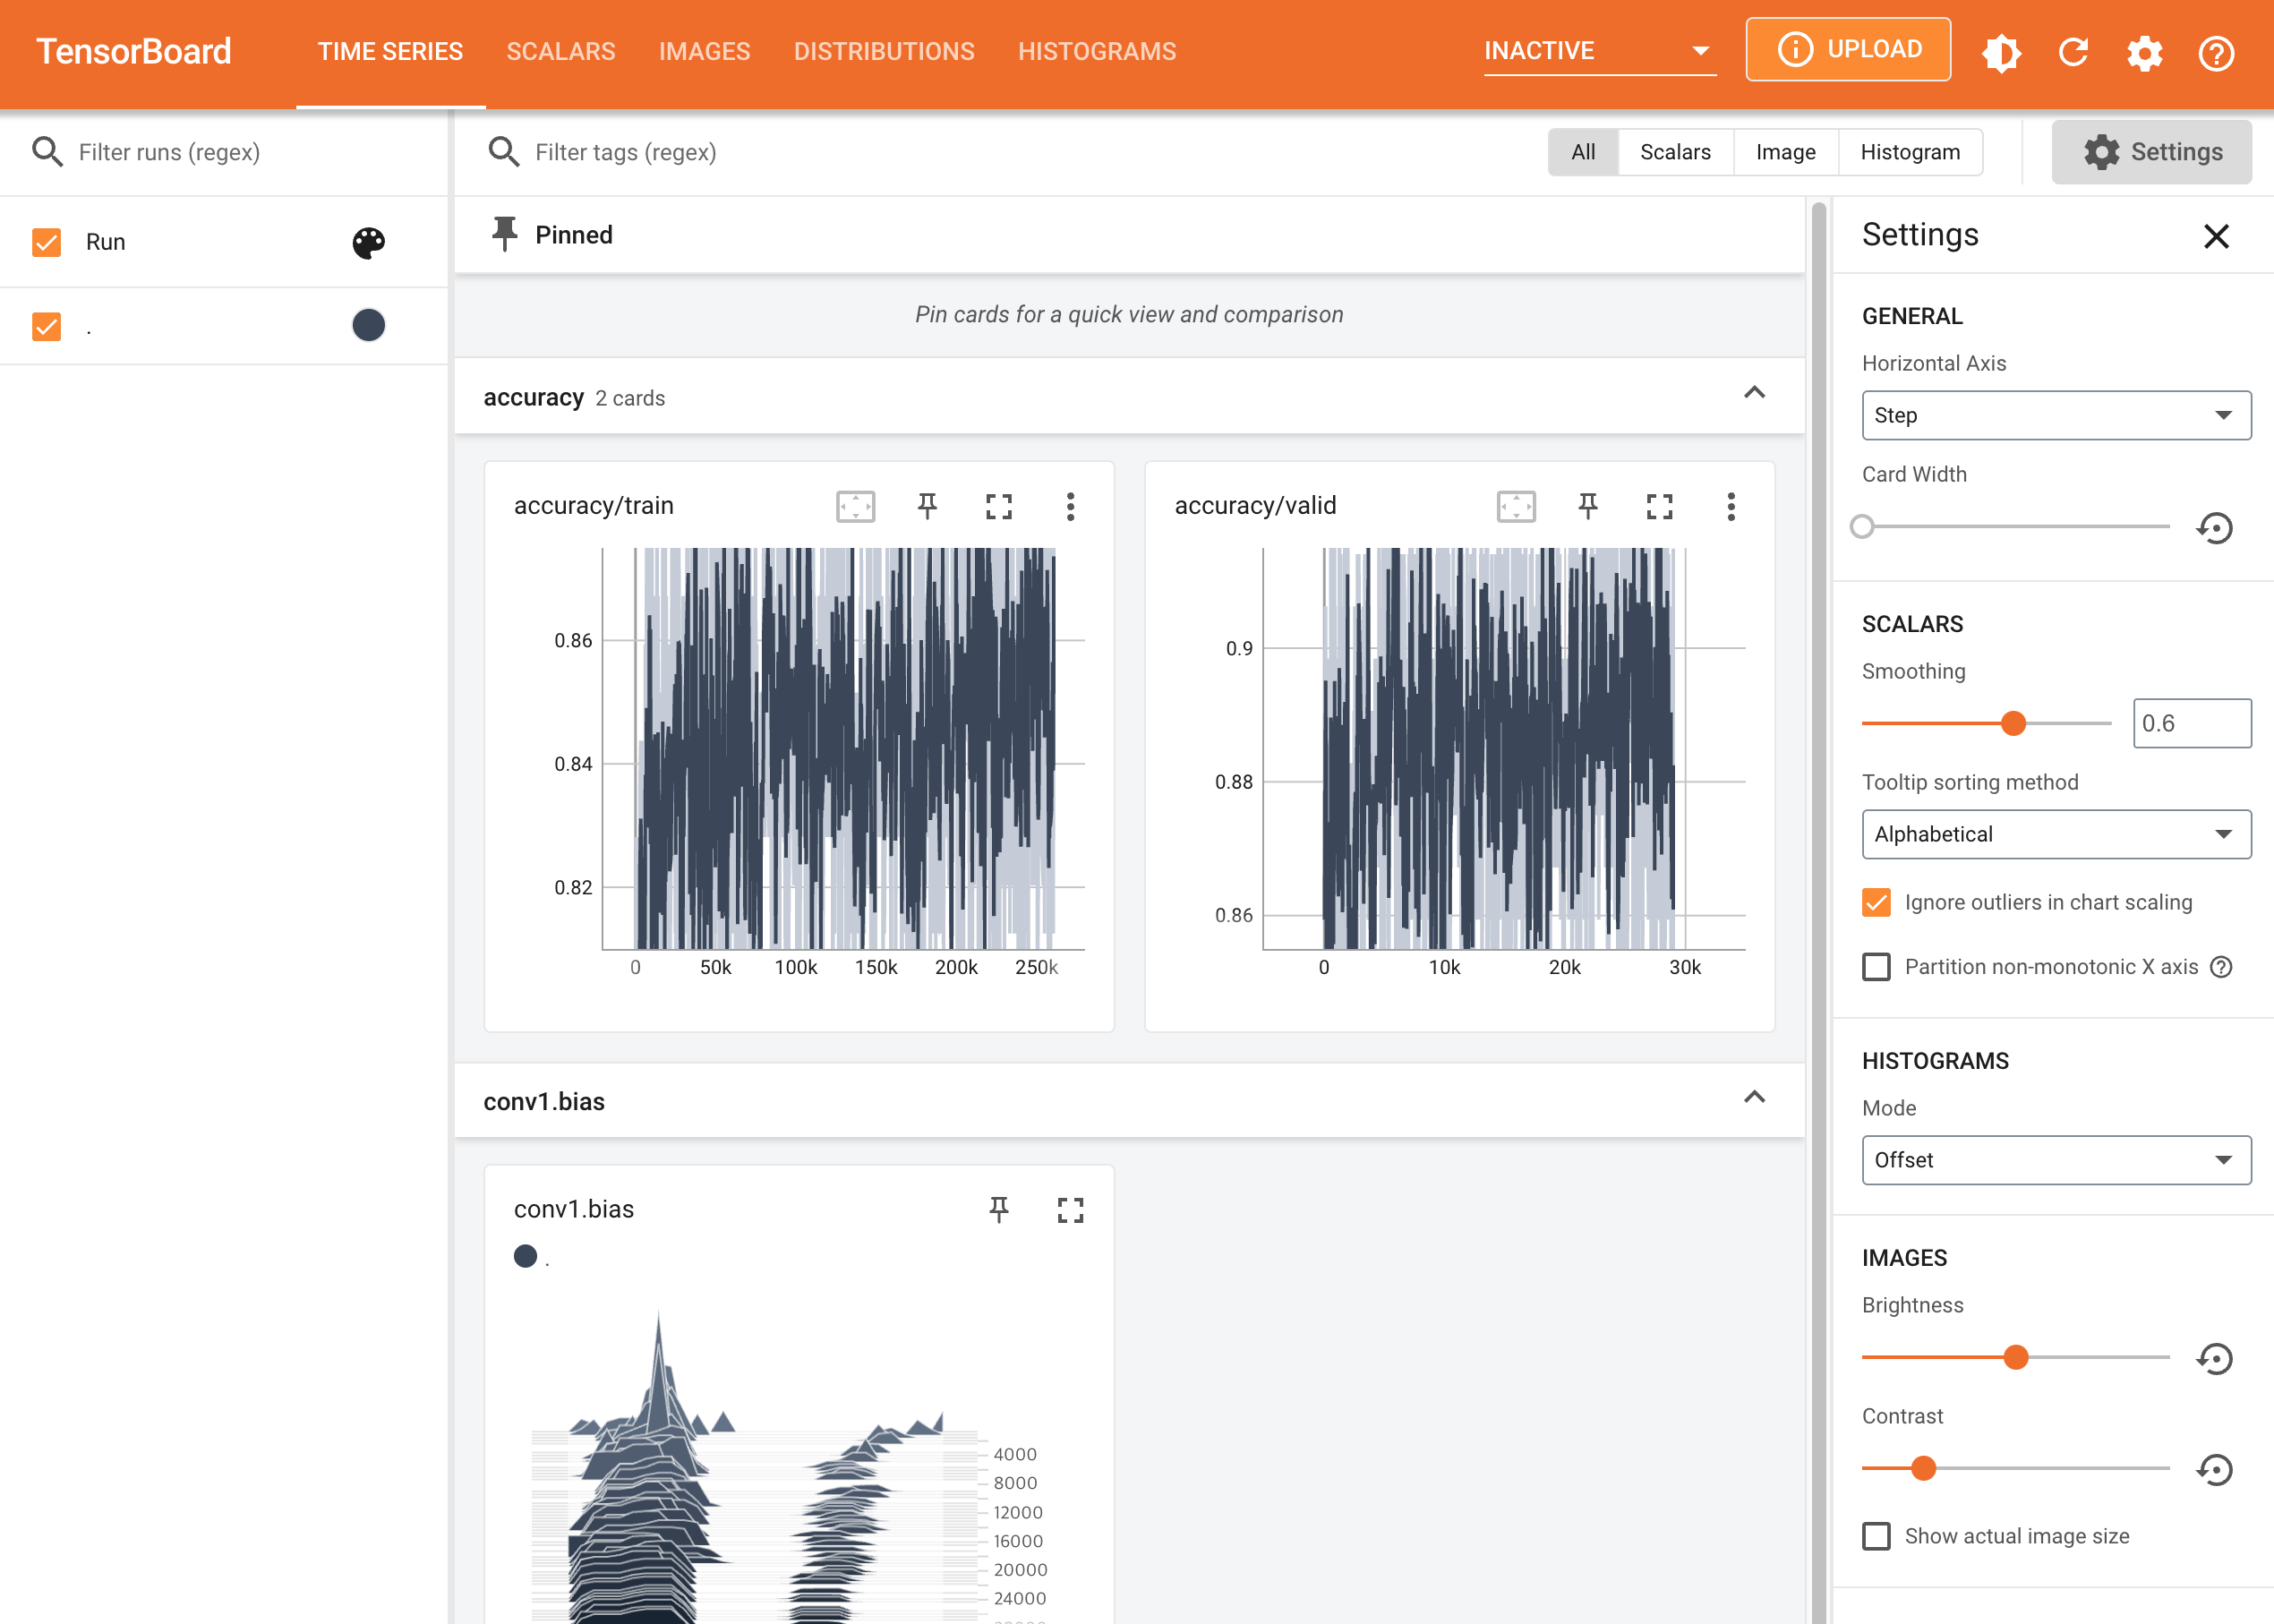 TensorBoard
TIME SERIES
SCALARS
IMAGES
DISTRIBUTIONS
HISTOGRAMS
INACTIVE
UPLOAD
Filter runs (regex)
Filter tags (regex)
All
Scalars
Image
Histogram
Settings
Run
.
Pinned
Pin cards for a quick view and comparison
accuracy 2 cards
accuracy/train
0.86
0.84
0.82
0 50k 100k 150k 200k 250k
accuracy/valid
0.9
0.88
0.86
0 10k 20k 30k
conv1.bias
conv1.bias
.
4000
8000
12000
16000
20000
24000
Settings
GENERAL
Horizontal Axis
Step
Card Width
SCALARS
Smoothing
0.6
Tooltip sorting method
Alphabetical
Ignore outliers in chart scaling
Partition non-monotonic X axis
HISTOGRAMS
Mode
Offset
IMAGES
Brightness
Contrast
Show actual image size